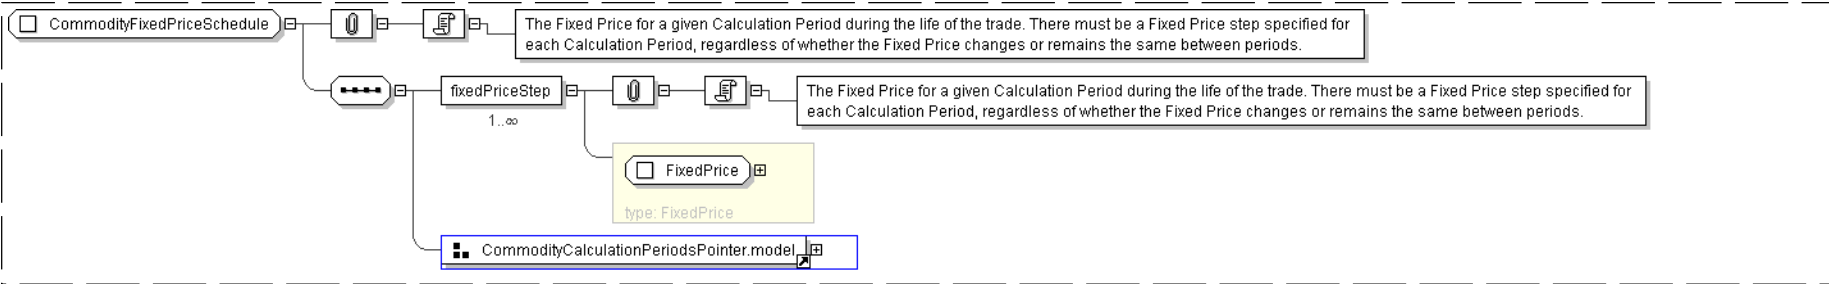 CommodityFixedPriceSchedule
The Fixed Price for a given Calculation Period during the life of the trade. There must be a Fixed Price step specified for
each Calculation Period, regardless of whether the Fixed Price changes or remains the same between periods.
fixedPriceStep
1..∞
The Fixed Price for a given Calculation Period during the life of the trade. There must be a Fixed Price step specified for
each Calculation Period, regardless of whether the Fixed Price changes or remains the same between periods.
FixedPrice
type: FixedPrice
CommodityCalculationPeriodsPointer.model